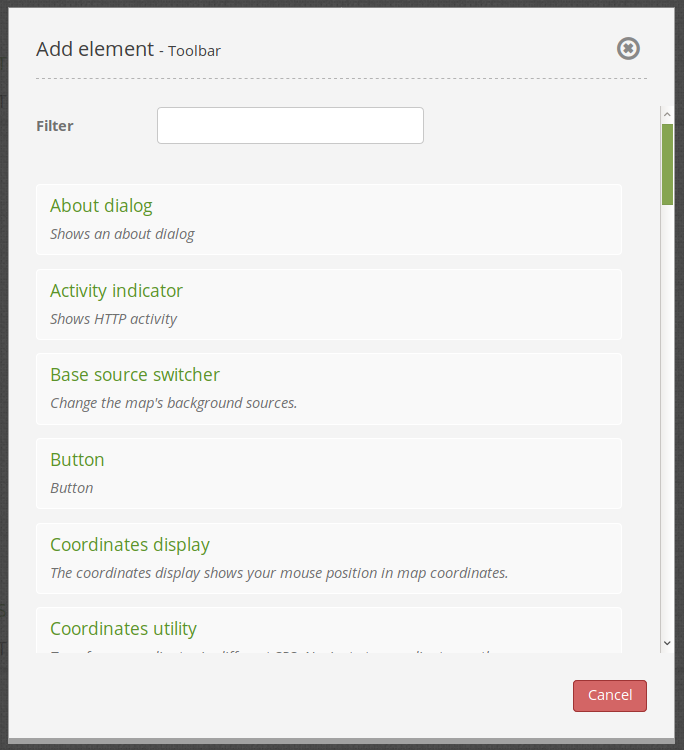 Add element - Toolbar
Filter
About dialog
Shows an about dialog
Activity indicator
Shows HTTP activity
Base source switcher
Change the map's background sources.
Button
Button
Coordinates display
The coordinates display shows your mouse position in map coordinates.
Coordinates utility
Cancel